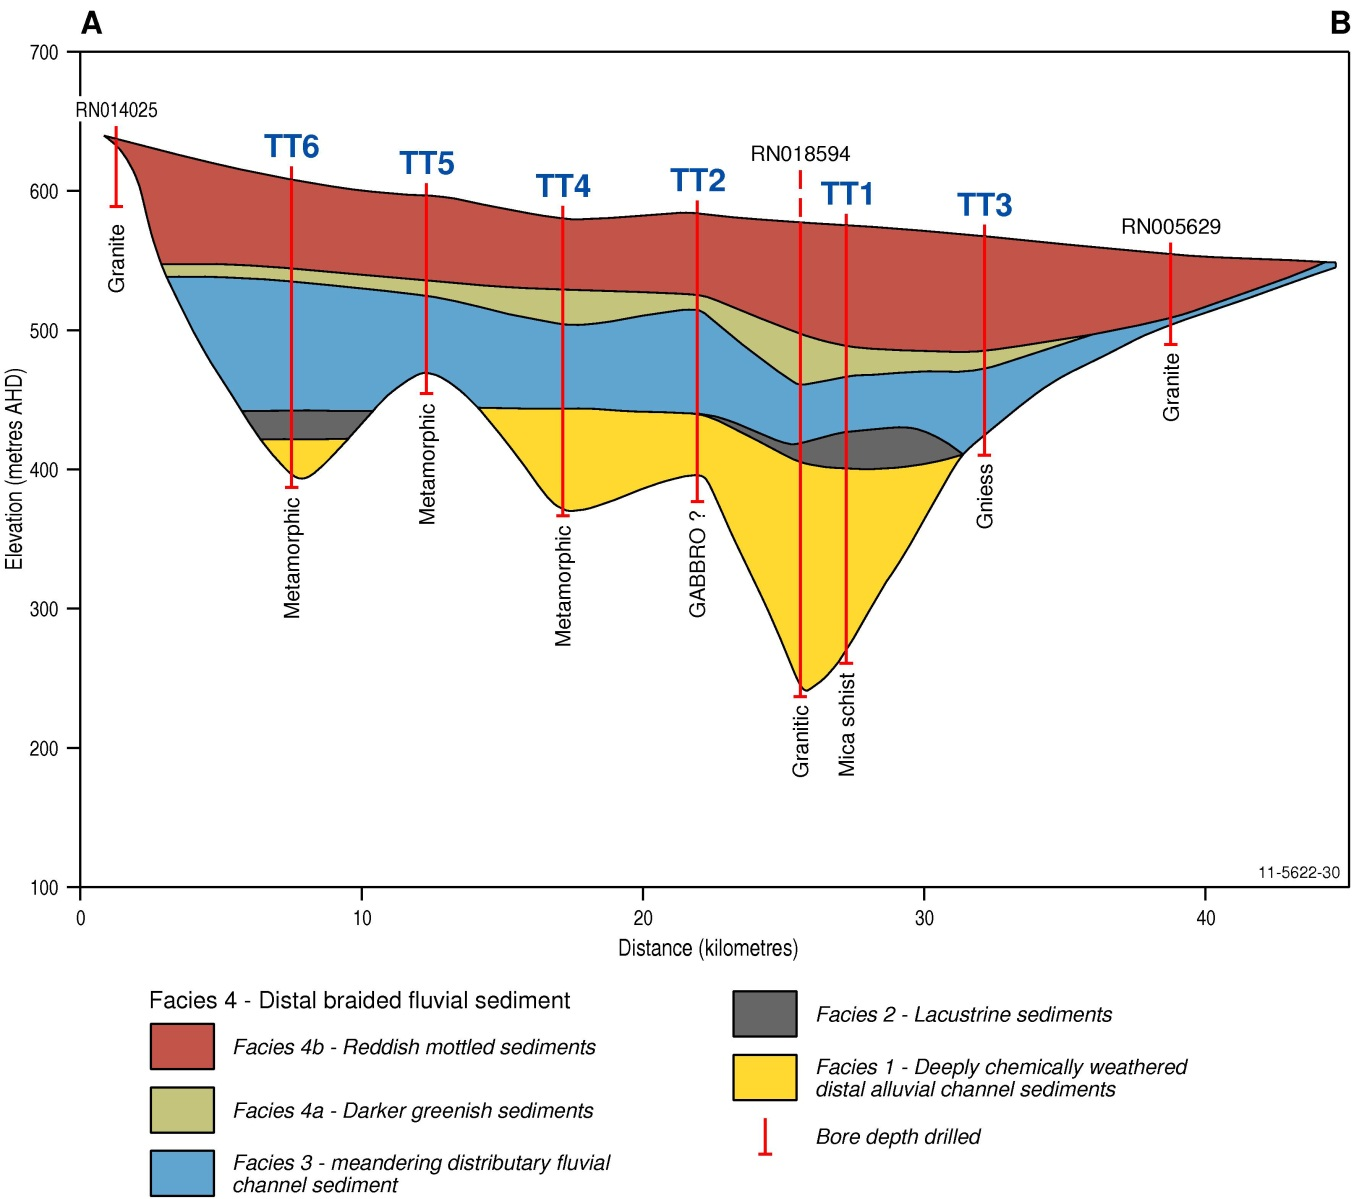 A
B
700
RN014025
TT6
TT5
RN018594
TT4
TT2
TT1
TT3
600
RN005629
Granite
500
Elevation (metres AHD)
Granite
400
Metamorphic
Gniess
Metamorphic
GABBRO ?
Metamorphic
300
Granitic
Mica schist
200
100
11-5622-30
0
10
20
30
40
Distance (kilometres)
Facies 4 - Distal braided fluvial sediment
Facies 4b - Reddish mottled sediments
Facies 4a - Darker greenish sediments
Facies 3 - meandering distributary fluvial
channel sediment
Facies 2 - Lacustrine sediments
Facies 1 - Deeply chemically weathered
distal alluvial channel sediments
Bore depth drilled